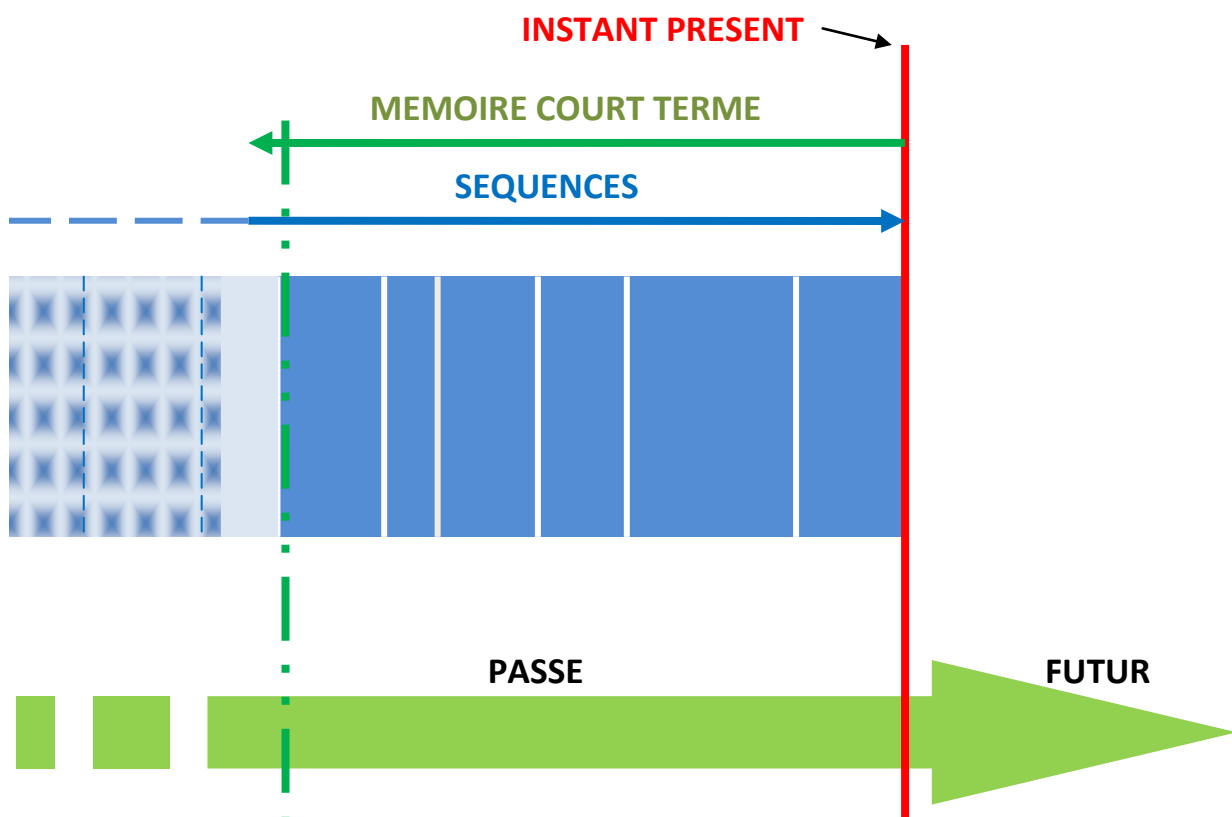 INSTANT PRESENT
MEMOIRE COURT TERME
SEQUENCES
PASSE
FUTUR